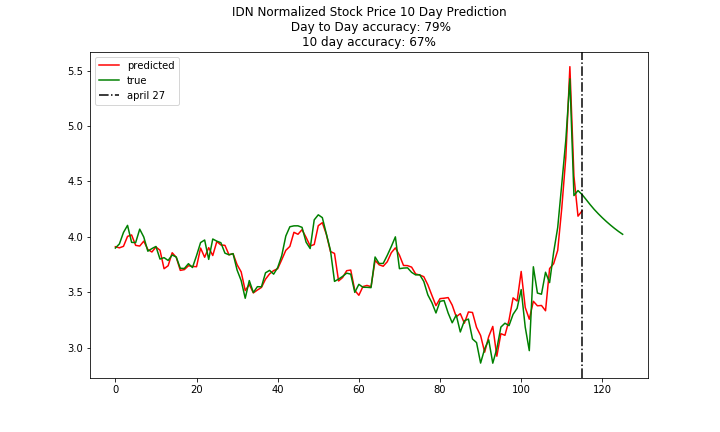 IDN Normalized Stock Price 10 Day Prediction
Day to Day accuracy: 79%
10 day accuracy: 67%
predicted
true
april 27
5.5
5.0
4.5
4.0
3.5
3.0
0 20 40 60 80 100 120